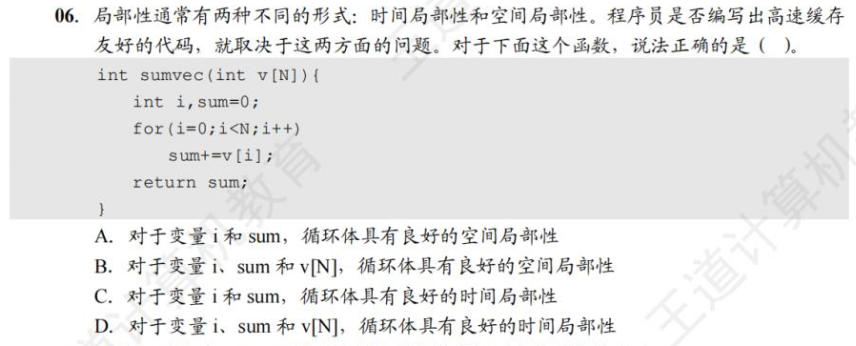 06. 局部性通常有两种不同的形式：时间局部性和空间局部性。程序员是否编写出高速缓存
友好的代码，就取决于这两方面的问题。对于下面这个函数，说法正确的是（ ）。
int sumvec(int v[N]){
int i,sum=0;
for(i=0;i<N;i++)
sum+=v[i];
return sum;
}
A. 对于变量 i 和 sum，循环体具有良好的空间局部性
B. 对于变量 i、sum 和 v[N]，循环体具有良好的空间局部性
C. 对于变量 i 和 sum，循环体具有良好的时间局部性
D. 对于变量 i、sum 和 v[N]，循环体具有良好的时间局部性